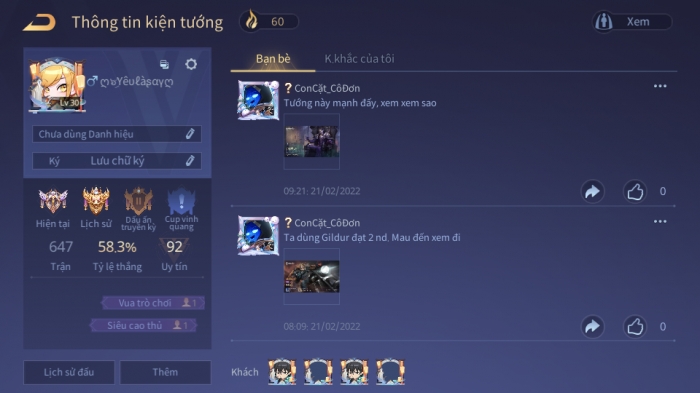 Thông tin kiện tướng
60
Xem
Bạn bè
K.khắc của tôi
Lv 30
Chưa dùng Danh hiệu
Ký Lưu chữ ký
Hiện tại
Lịch sử
Dấu ấn truyền kỳ
Cup vinh quang
647
58.3%
92
Trận
Tỷ lệ thắng
Uy tín
Vua trò chơi 1
Siêu cao thủ 1
Lịch sử đấu
Thêm
? ConCặt_CôĐơn
Tướng này mạnh đấy, xem xem sao
09:21: 21/02/2022
0
? ConCặt_CôĐơn
Ta dùng Gildur đạt 2 nd. Mau đến xem đi
08:09: 21/02/2022
0
Khách